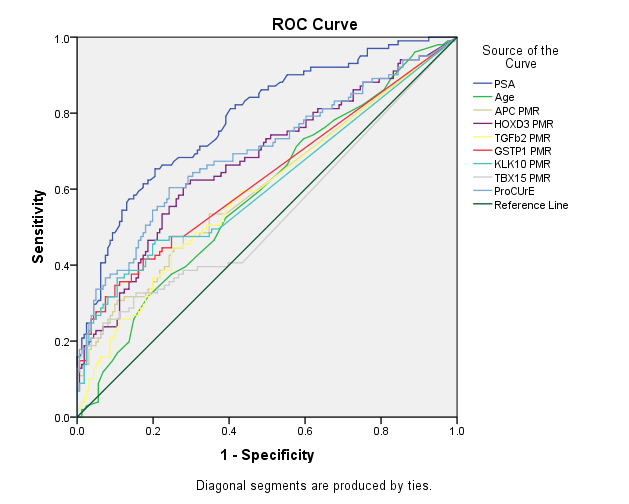 ROC Curve
Sensitivity
1.0
0.8
0.6
0.4
0.2
0.0
0.0 0.2 0.4 0.6 0.8 1.0
1 - Specificity
Source of the
Curve
PSA
Age
APC PMR
HOXD3 PMR
TGFb2 PMR
GSTP1 PMR
KLK10 PMR
TBX15 PMR
ProCUrE
Reference Line
Diagonal segments are produced by ties.